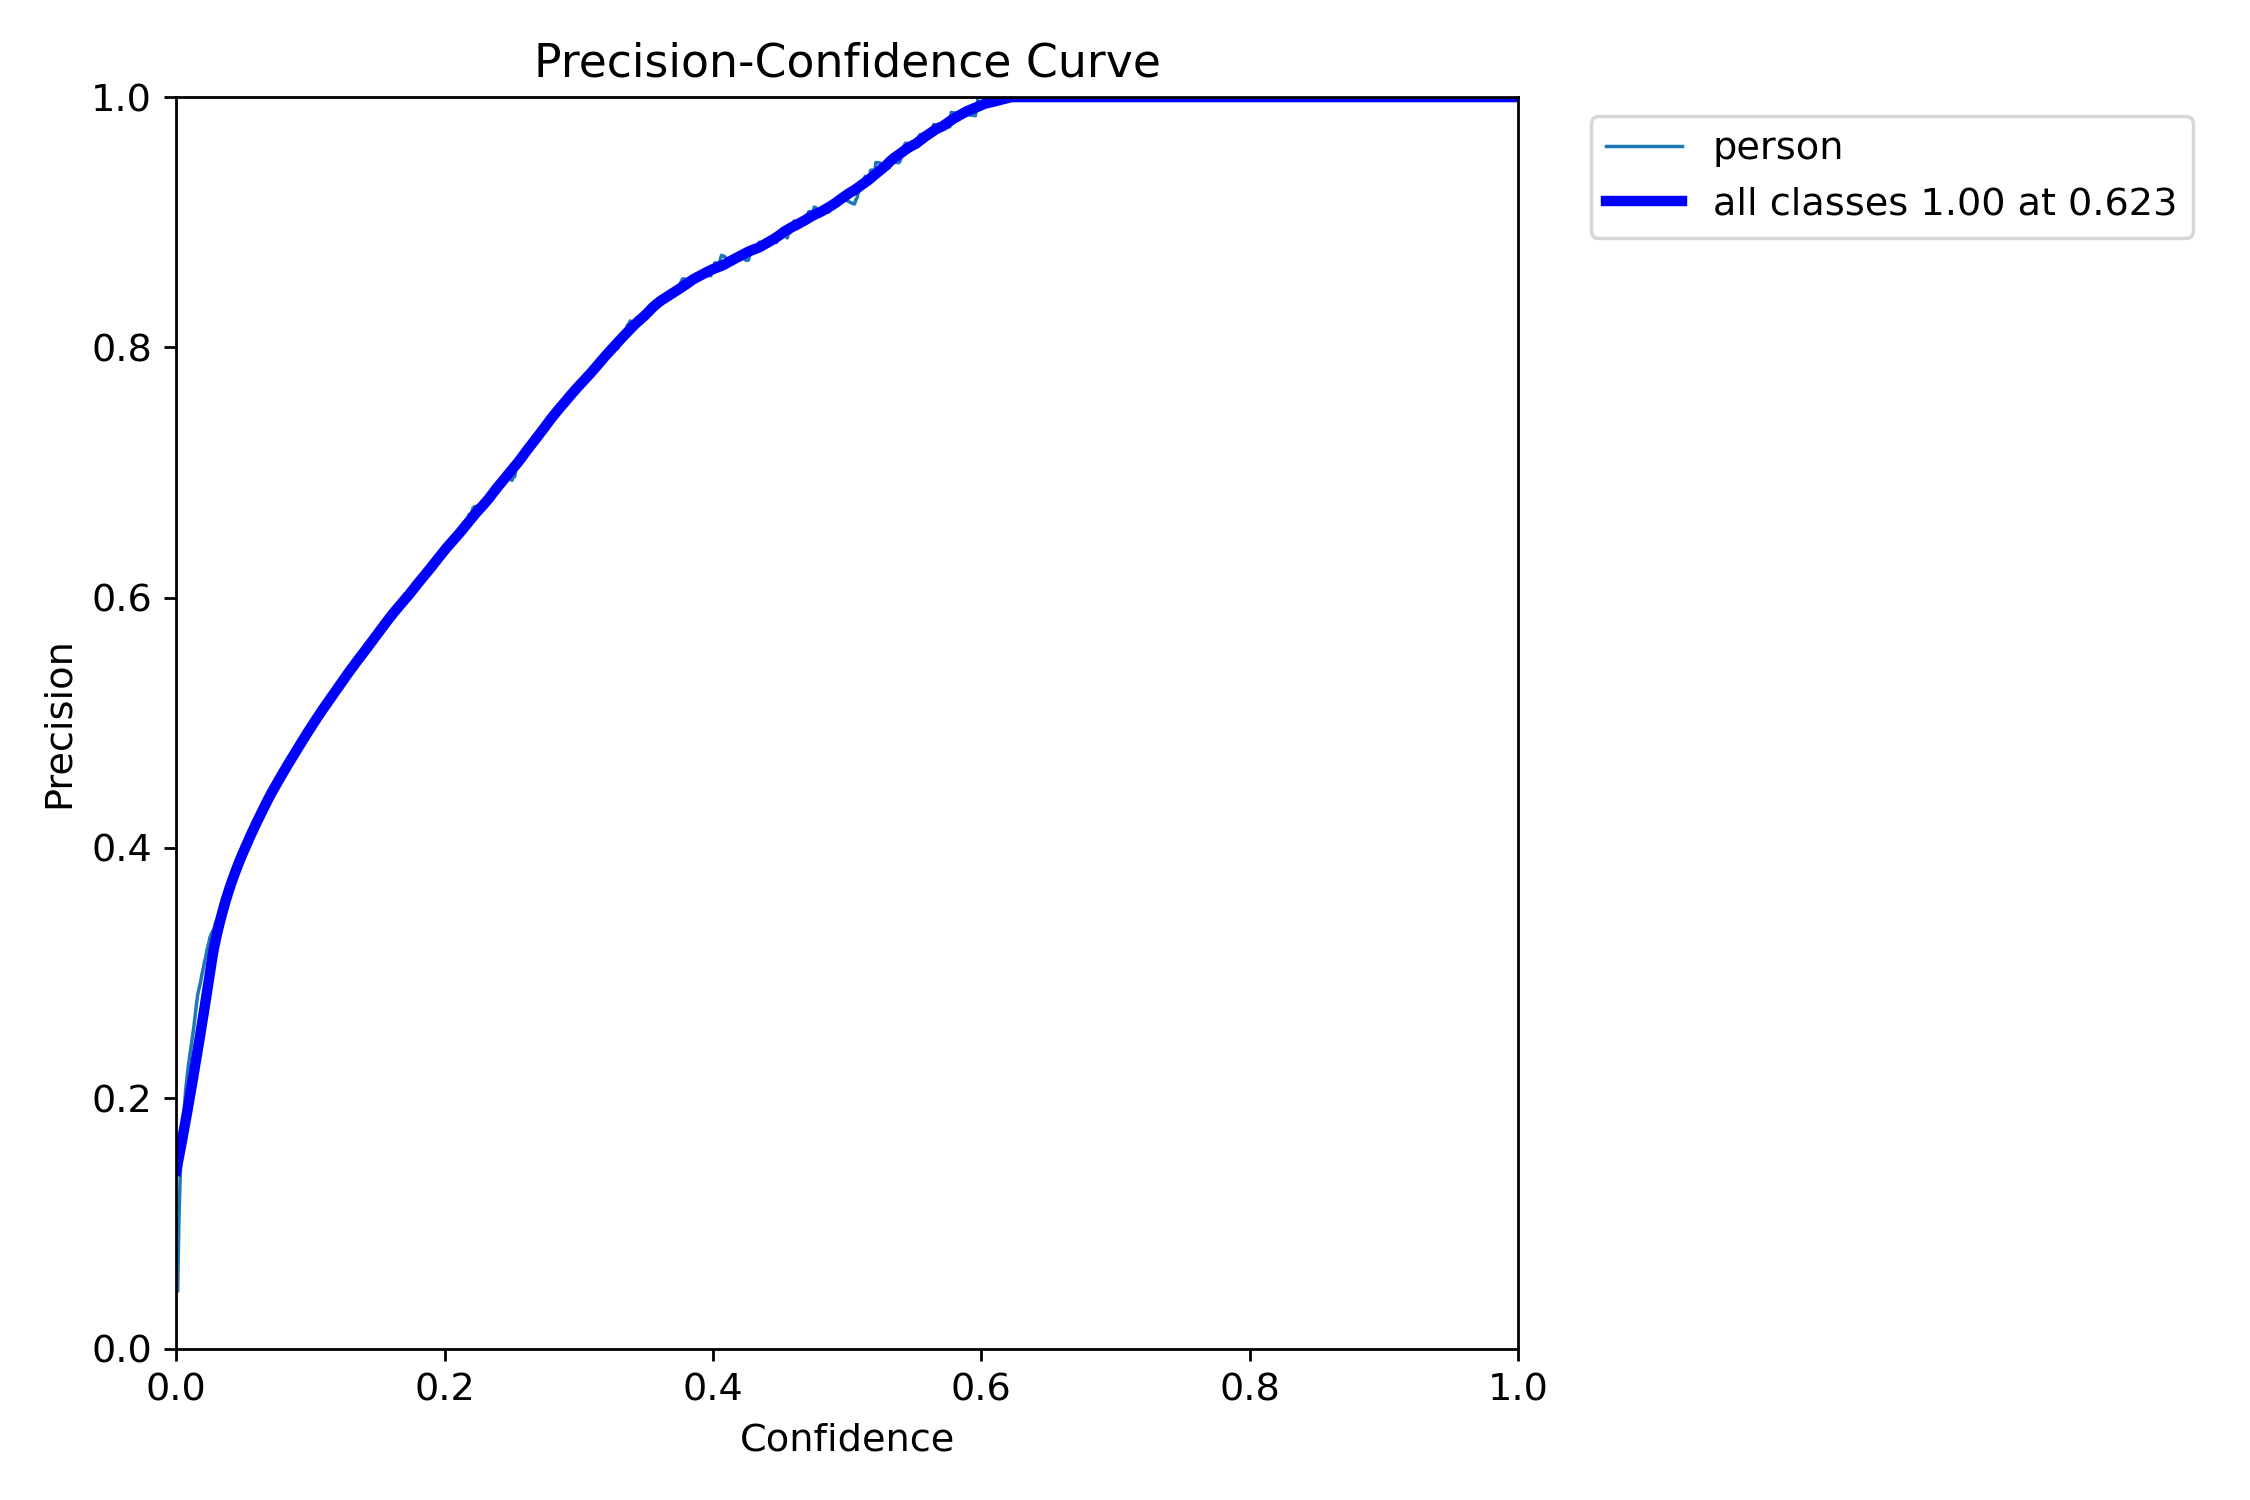 Precision-Confidence Curve
1.0
0.8
0.6
0.4
0.2
0.0
Precision
0.0 0.2 0.4 0.6 0.8 1.0
Confidence
person
all classes 1.00 at 0.623